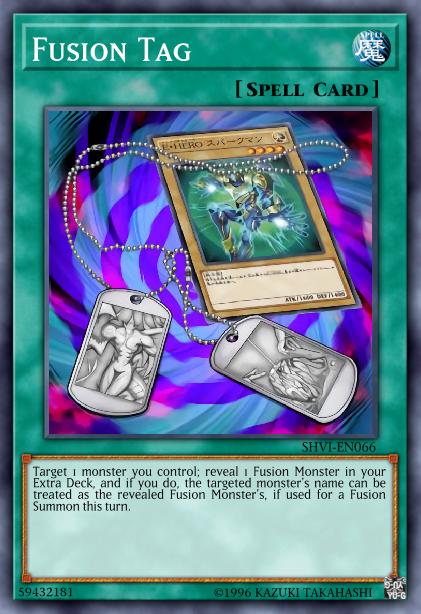 Fusion Tag
SPELL
魔
[Spell Card]
E・HERO スパークマン
ATK/1600 DEF/1400
SHVI-EN066
Target 1 monster you control; reveal 1 Fusion Monster in your
Extra Deck, and if you do, the targeted monster's name can be
treated as the revealed Fusion Monster's, if used for a Fusion
Summon this turn.
59432181
©1996 KAZUKI TAKAHASHI